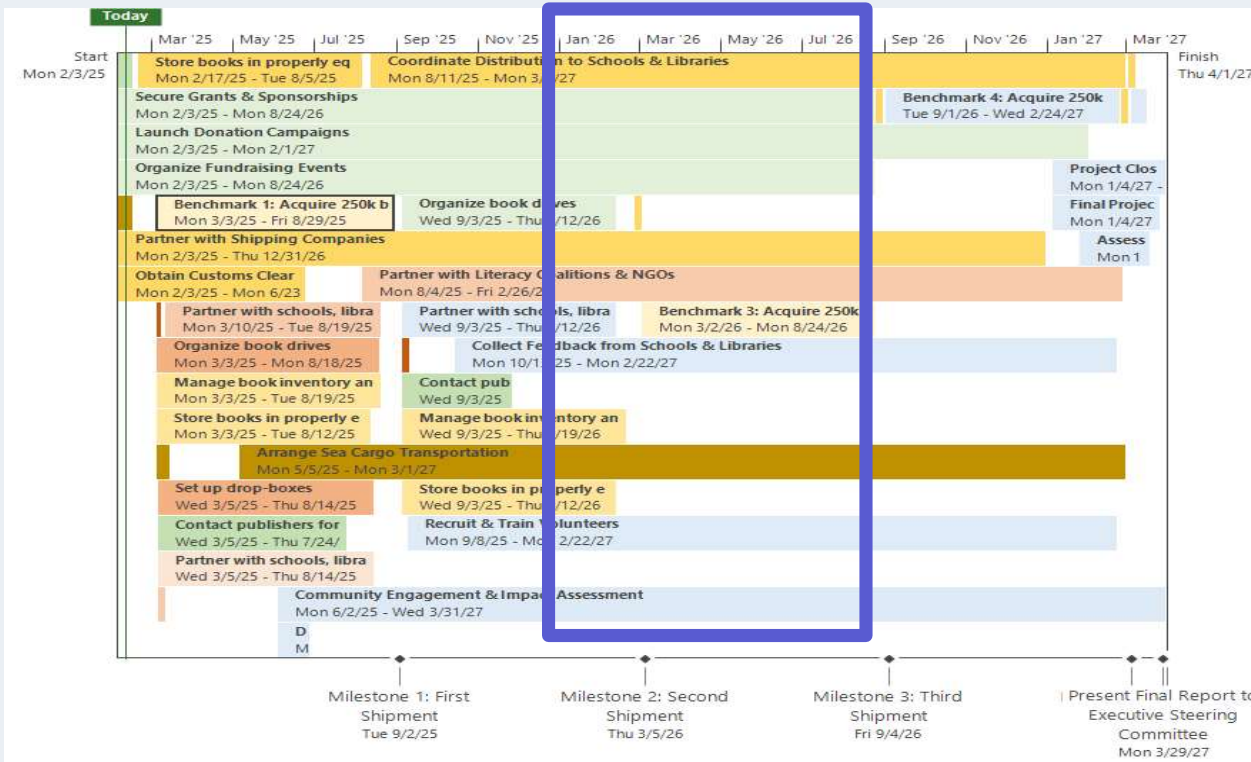 Today
Mar '25 May '25 Jul '25 Sep '25 Nov '25 Jan '26 Mar '26 May '26 Jul '26 Sep '26 Nov '26 Jan '27 Mar '27
Start
Mon 2/3/25
Finish
Thu 4/1/27
Store books in properly eq
Mon 2/17/25 - Tue 8/5/25
Coordinate Distribution to Schools & Libraries
Mon 8/11/25 - Mon 3/ /27
Secure Grants & Sponsorships
Mon 2/3/25 - Mon 8/24/26
Benchmark 4: Acquire 250k
Tue 9/1/26 - Wed 2/24/27
Launch Donation Campaigns
Mon 2/3/25 - Mon 2/1/27
Organize Fundraising Events
Mon 2/3/25 - Mon 8/24/26
Project Clos
Mon 1/4/27 -
Benchmark 1: Acquire 250k b
Mon 3/3/25 - Fri 8/29/25
Organize book drives
Wed 9/3/25 - Thu /12/26
Final Projec
Mon 1/4/27
Partner with Shipping Companies
Mon 2/3/25 - Thu 12/31/26
Assess
Mon 1
Obtain Customs Clear
Mon 2/3/25 - Mon 6/23
Partner with Literacy Coalitions & NGOs
Mon 8/4/25 - Fri 2/26/2
Partner with schools, libra
Mon 3/10/25 - Tue 8/19/25
Partner with schools, libra
Wed 9/3/25 - Thu /12/26
Benchmark 3: Acquire 250k
Mon 3/2/26 - Mon 8/24/26
Organize book drives
Mon 3/3/25 - Mon 8/18/25
Collect Feedback from Schools & Libraries
Mon 10/1 /25 - Mon 2/22/27
Manage book inventory an
Mon 3/3/25 - Tue 8/19/25
Contact pub
Wed 9/3/25
Store books in properly e
Mon 3/3/25 - Tue 8/12/25
Manage book inventory an
Wed 9/3/25 - Thu /19/26
Arrange Sea Cargo Transportation
Mon 5/5/25 - Mon 3/1/27
Set up drop-boxes
Wed 3/5/25 - Thu 8/14/25
Store books in properly e
Wed 9/3/25 - Thu /12/26
Contact publishers for
Wed 3/5/25 - Thu 7/24/
Recruit & Train Volunteers
Mon 9/8/25 - Mon 2/22/27
Partner with schools, libra
Wed 3/5/25 - Thu 8/14/25
Community Engagement & Impact Assessment
Mon 6/2/25 - Wed 3/31/27
D
M
Milestone 1: First
Shipment
Tue 9/2/25
Milestone 2: Second
Shipment
Thu 3/5/26
Milestone 3: Third
Shipment
Fri 9/4/26
Present Final Report to
Executive Steering
Committee
Mon 3/29/27